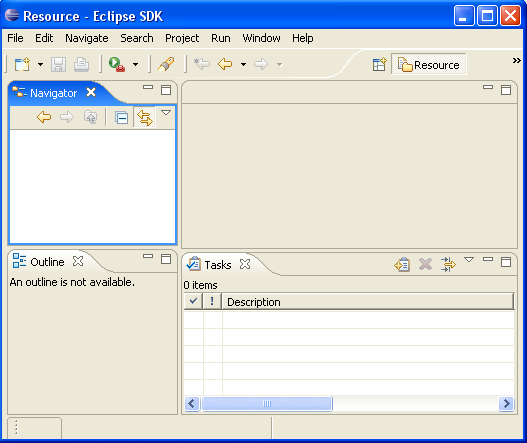 Resource - Eclipse SDK
File Edit Navigate Search Project Run Window Help
Resource
Navigator
Outline
An outline is not available.
Tasks
0 items
! Description